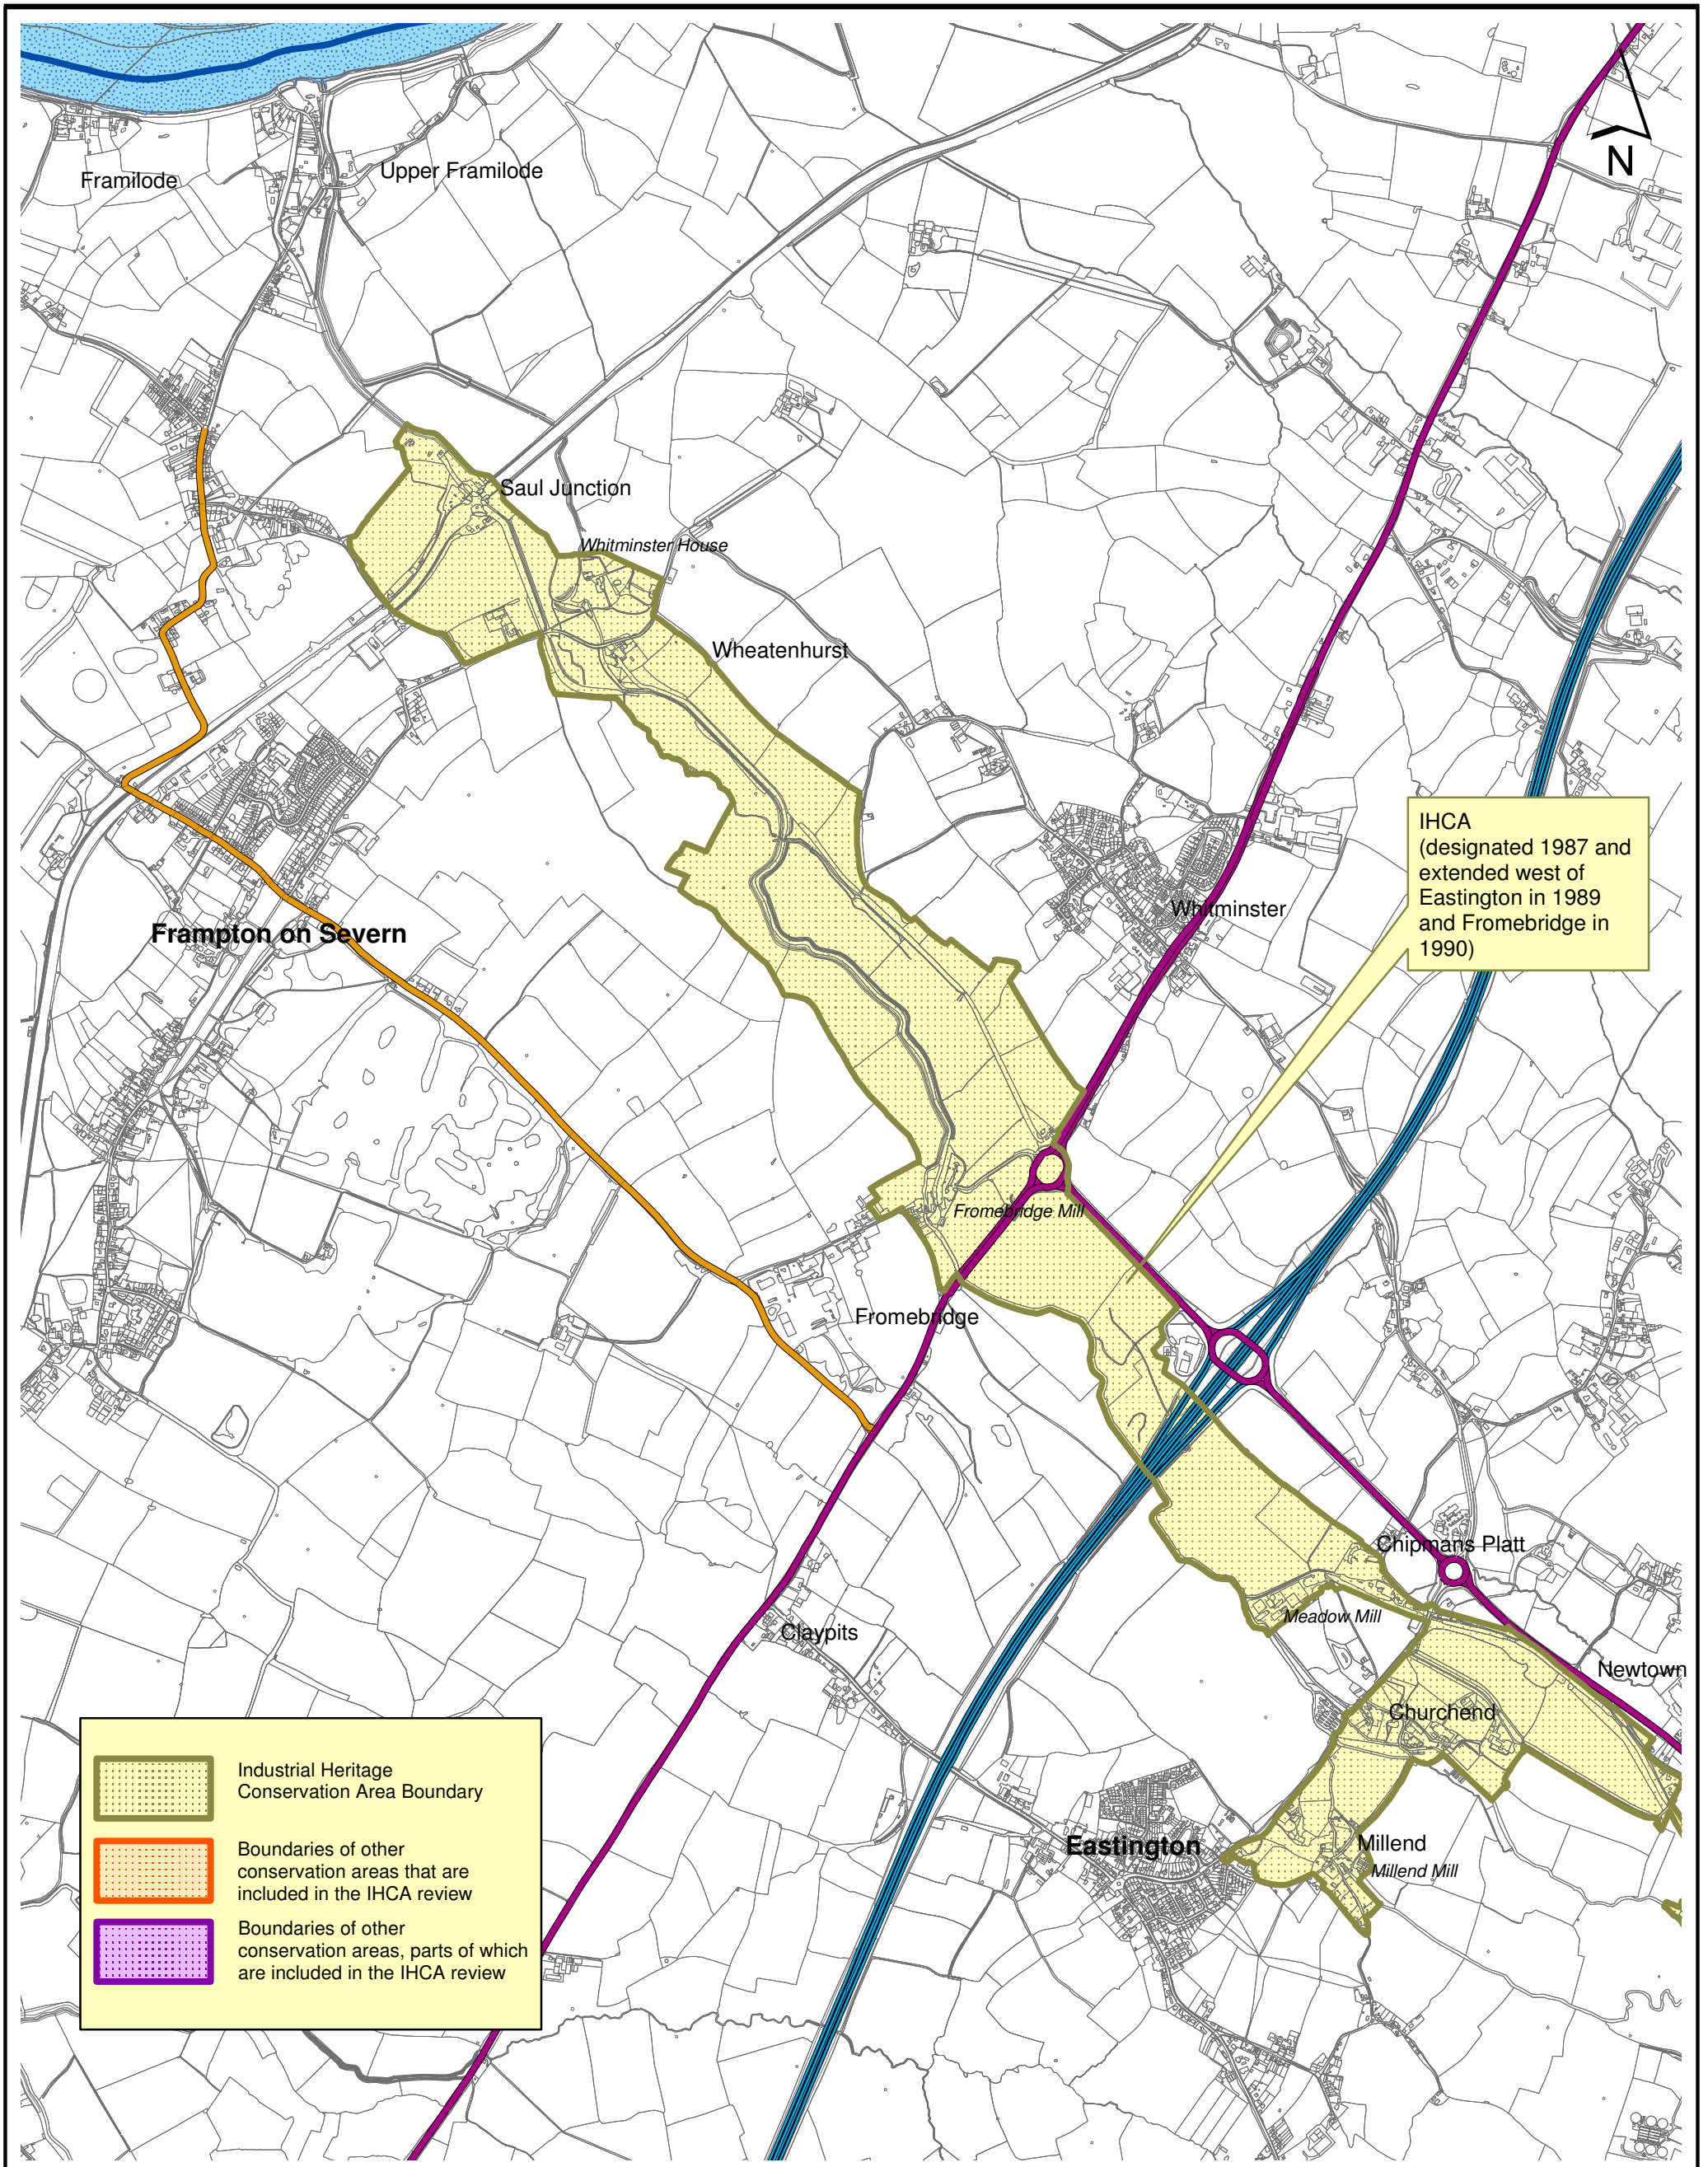 N
Framilode
Upper Framilode
Saul Junction
Whitminster House
Wheatenhurst
IHCA
(designated 1987 and
extended west of
Eastington in 1989
and Fromebridge in
1990)
Whitminster
Frampton on Severn
Fromebridge Mill
Fromebridge
Chipmans Platt
Meadow Mill
Claypits
Newtown
Churchend
Eastington
Millend
Millend Mill
Industrial Heritage
Conservation Area Boundary
Boundaries of other
conservation areas that are
included in the IHCA review
Boundaries of other
conservation areas, parts of which
are included in the IHCA review